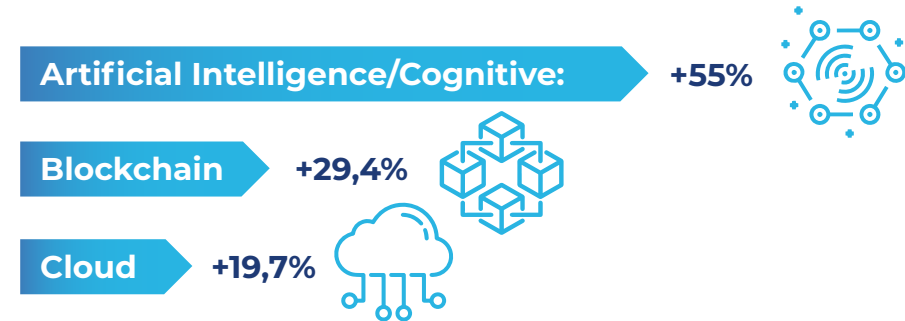 Artificial Intelligence/Cognitive: +55%
Blockchain +29,4%
Cloud +19,7%